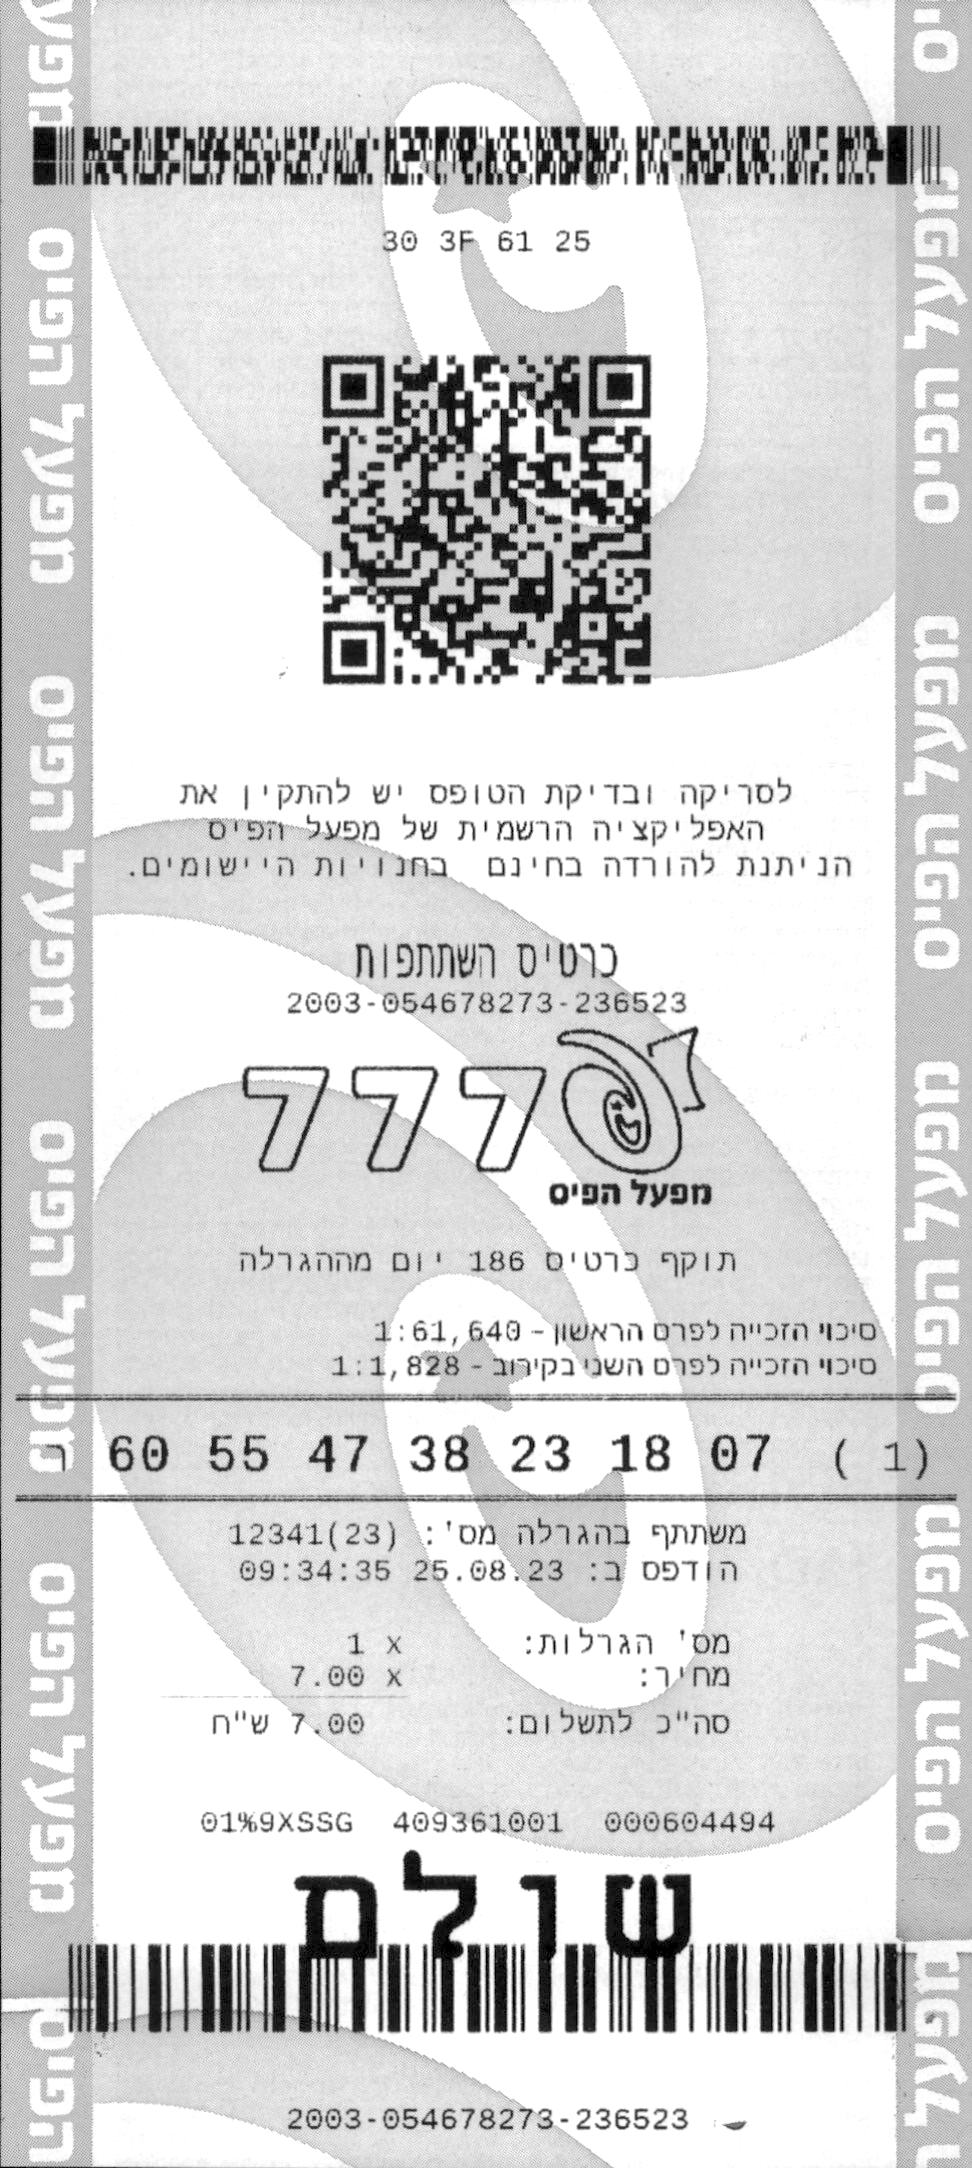 30 3F 61 25
לסריקה ובדיקת הטופס יש להתקין את
האפליקציה הרשמית של מפעל הפיס
הניתנת להורדה בחינם בחנויות היישומים.
כרטיס השתתפות
2003-054678273-236523
777
מפעל הפיס
תוקף כרטיס 186 יום מההגרלה
סיכוי הזכייה לפרס הראשון - 1:61,640
סיכוי הזכייה לפרס השני בקירוב - 1:1,828
(1) 07 18 23 38 47 55 60 ר
משתתף בהגרלה מס': 12341(23)
הודפס ב: 25.08.23 09:34:35
מס' הגרלות: x 1
מחיר: x 7.00
סה"כ לתשלום: 7.00 ש"ח
01%9XSSG 409361001 000604494
שולם
2003-054678273-236523
מפעל הפיס
מפעל הפיס
מפעל הפיס
מפעל הפיס
מפעל הפיס
מפעל הפיס
מפעל הפיס
מפעל הפיס